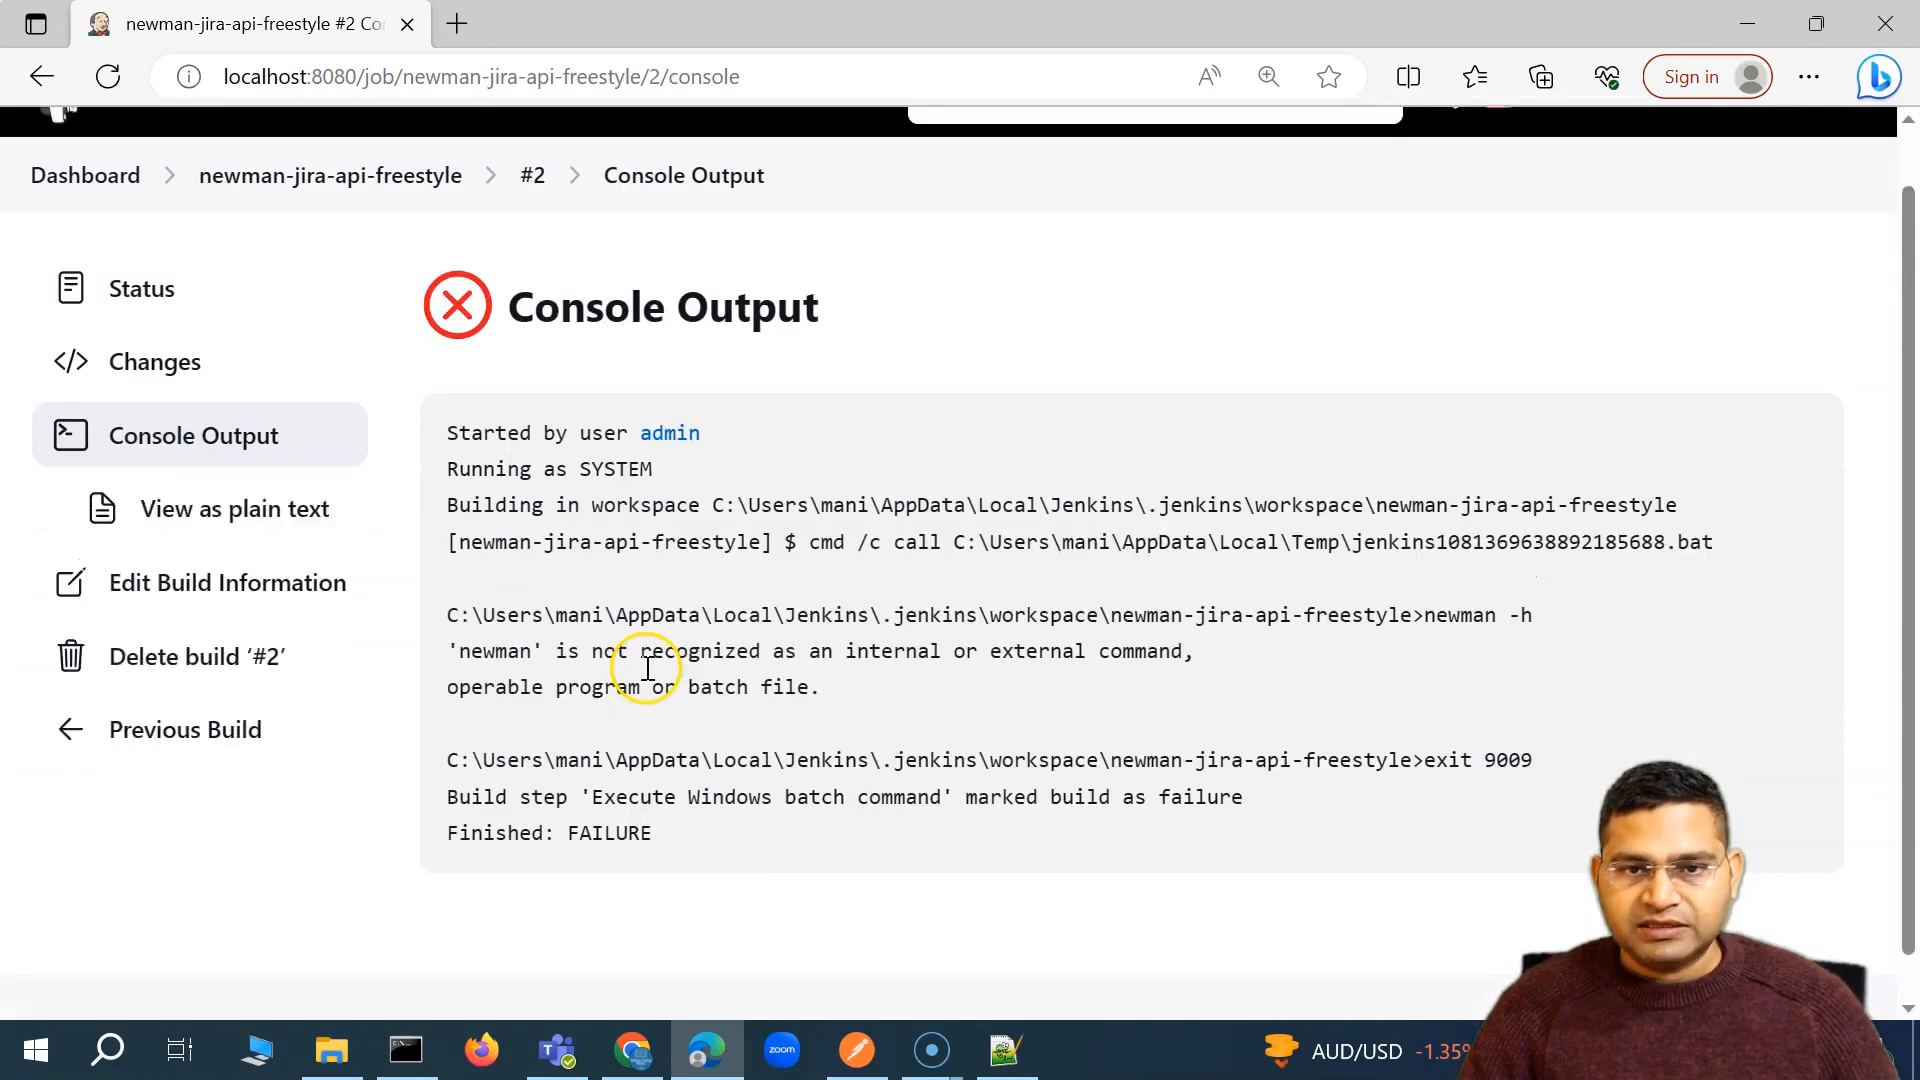 newman-jira-api-freestyle #2 Co
localhost:8080/job/newman-jira-api-freestyle/2/console
Sign in
Dashboard
newman-jira-api-freestyle
#2
Console Output
Status
Changes
Console Output
View as plain text
Edit Build Information
Delete build ‘#2’
Previous Build
Console Output
Started by user admin
Running as SYSTEM
Building in workspace C:\Users\mani\AppData\Local\Jenkins\.jenkins\workspace\newman-jira-api-freestyle
[newman-jira-api-freestyle] $ cmd /c call C:\Users\mani\AppData\Local\Temp\jenkins1081369638892185688.bat
C:\Users\mani\AppData\Local\Jenkins\.jenkins\workspace\newman-jira-api-freestyle>newman -h
'newman' is not recognized as an internal or external command,
operable program or batch file.
C:\Users\mani\AppData\Local\Jenkins\.jenkins\workspace\newman-jira-api-freestyle>exit 9009
Build step 'Execute Windows batch command' marked build as failure
Finished: FAILURE
zoom
AUD/USD -1.35%